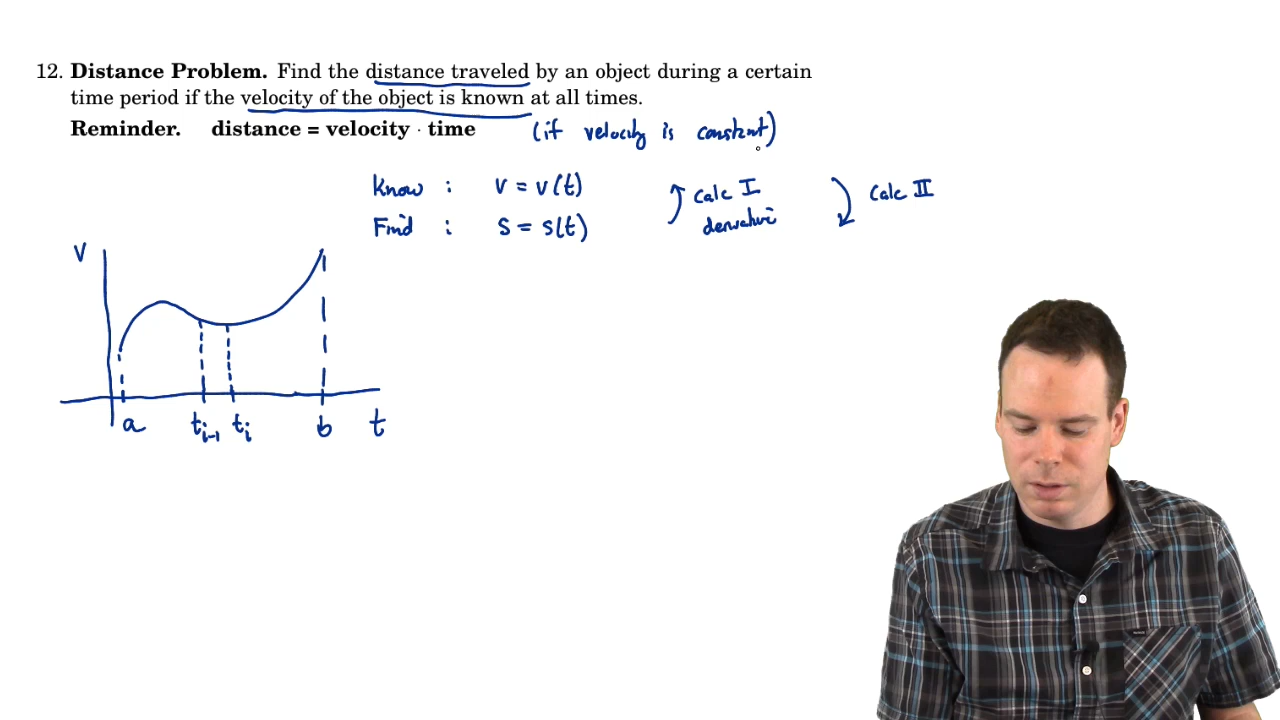 12. Distance Problem. Find the distance traveled by an object during a certain
time period if the velocity of the object is known at all times.
Reminder. distance = velocity · time (if velocity is constant)
Know : v = v(t)
Find : s = s(t)
Calc I
derivative
Calc II
v
a t_{i-1} t_i b t